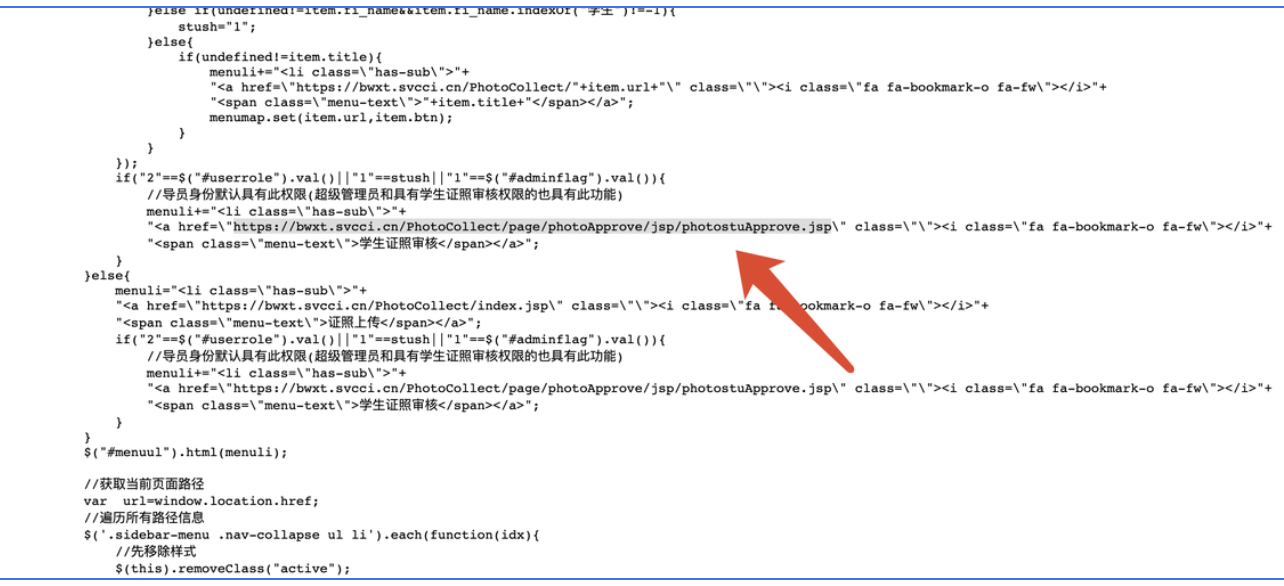 }else if(undefined!=item.fi_name&&item.fi_name.indexOf("学生")!=-1){
stush="1";
}else{
if(undefined!=item.title){
menuli+="<li class=\"has-sub\">"+
"<a href=\"https://bwxt.svcci.cn/PhotoCollect/"+item.url+"\" class=\"\"><i class=\"fa fa-bookmark-o fa-fw\"></i>"+
"<span class=\"menu-text\">"+item.title+"</span></a>";
menumap.set(item.url,item.btn);
}
}
});
if("2"==$("#userrole").val()||"1"==stush||"1"==$("#adminflag").val()){
//导员身份默认具有此权限(超级管理员和具有学生证照审核权限的也具有此功能)
menuli+="<li class=\"has-sub\">"+
"<a href=\"https://bwxt.svcci.cn/PhotoCollect/page/photoApprove/jsp/photostuApprove.jsp\" class=\"\"><i class=\"fa fa-bookmark-o fa-fw\"></i>"+
"<span class=\"menu-text\">学生证照审核</span></a>";
}
}else{
menuli="<li class=\"has-sub\">"+
"<a href=\"https://bwxt.svcci.cn/PhotoCollect/index.jsp\" class=\"\"><i class=\"fa fa-bookmark-o fa-fw\"></i>"+
"<span class=\"menu-text\">证照上传</span></a>";
if("2"==$("#userrole").val()||"1"==stush||"1"==$("#adminflag").val()){
//导员身份默认具有此权限(超级管理员和具有学生证照审核权限的也具有此功能)
menuli+="<li class=\"has-sub\">"+
"<a href=\"https://bwxt.svcci.cn/PhotoCollect/page/photoApprove/jsp/photostuApprove.jsp\" class=\"\"><i class=\"fa fa-bookmark-o fa-fw\"></i>"+
"<span class=\"menu-text\">学生证照审核</span></a>";
}
}
$("#menuul").html(menuli);
//获取当前页面路径
var url=window.location.href;
//遍历所有路径信息
$('.sidebar-menu .nav-collapse ul li').each(function(idx){
//先移除样式
$(this).removeClass("active");